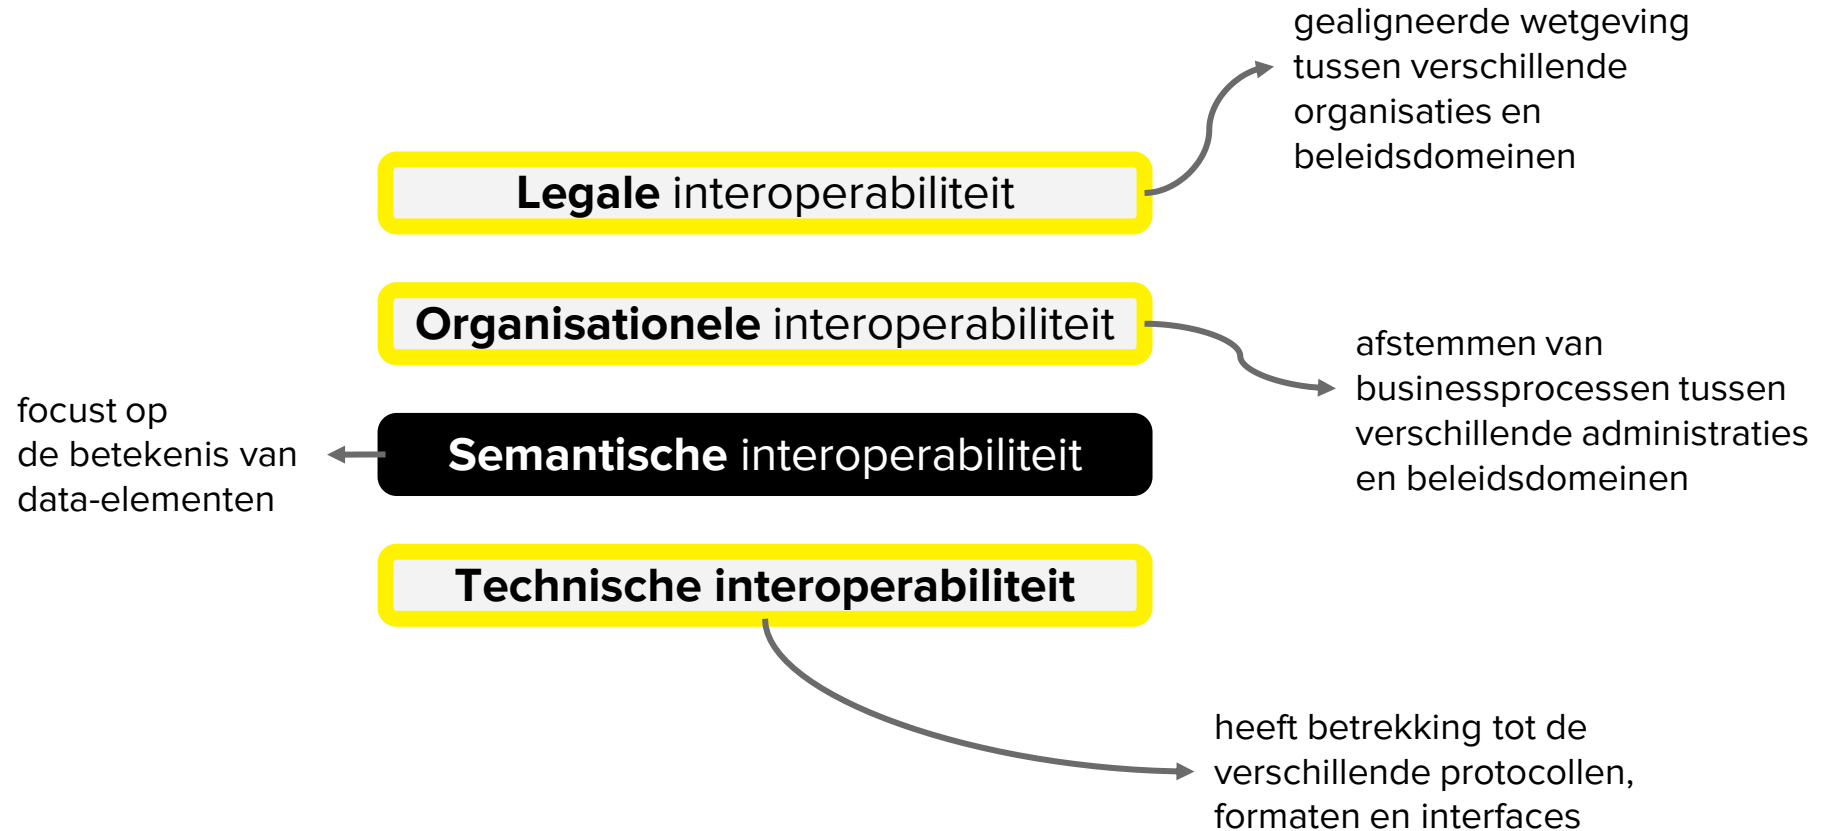 gealigneerde wetgeving
tussen verschillende
organisaties en
beleidsdomeinen
Legale interoperabiliteit
Organisationele interoperabiliteit
afstemmen van
businessprocessen tussen
verschillende administraties
en beleidsdomeinen
focust op
de betekenis van
data-elementen
Semantische interoperabiliteit
Technische interoperabiliteit
heeft betrekking tot de
verschillende protocollen,
formaten en interfaces